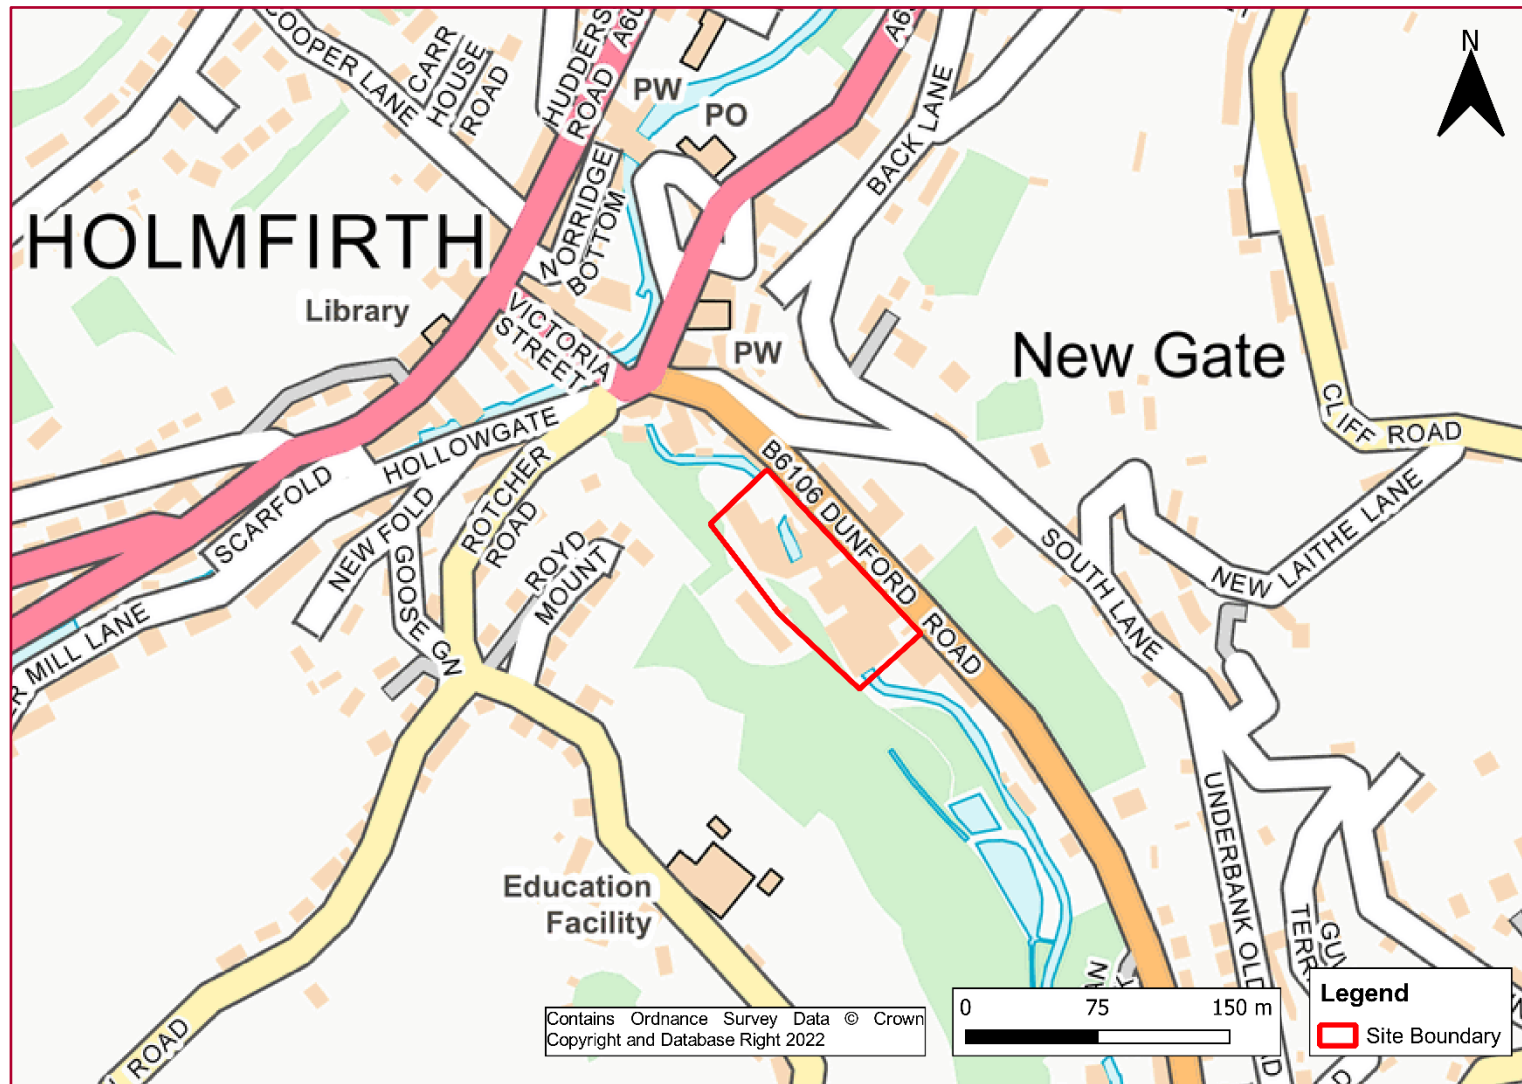 COOPER LANE
CARR
HOUSE
ROAD
HUDDERS
ROAD A60
PW
PO
BACK LANE
N
HOLMFIRTH
NORRIDGE
BOTTOM
Library
VICTORIA
STREET
PW
New Gate
CLIFF ROAD
HOLLOWGATE
SCARFOLD
NEW FOLD
GOOSE GN
ROTCHER
ROAD
ROYD
MOUNT
B6106 DUNFORD ROAD
SOUTH LANE
NEW LAITHE LANE
R MILL LANE
UNDERBANK OLD
Education
Facility
TERR
ROAD
Contains Ordnance Survey Data © Crown
Copyright and Database Right 2022
0 75 150 m
Legend
Site Boundary